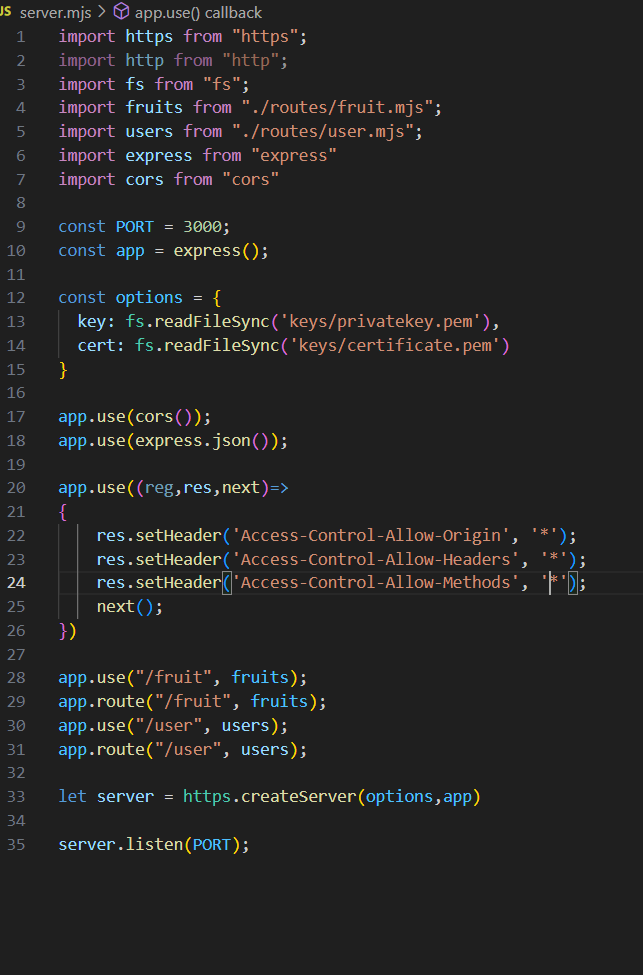 JS server.mjs > app.use() callback
1 import https from "https";
2 import http from "http";
3 import fs from "fs";
4 import fruits from "./routes/fruit.mjs";
5 import users from "./routes/user.mjs";
6 import express from "express"
7 import cors from "cors"
8
9 const PORT = 3000;
10 const app = express();
11
12 const options = {
13 key: fs.readFileSync('keys/privatekey.pem'),
14 cert: fs.readFileSync('keys/certificate.pem')
15 }
16
17 app.use(cors());
18 app.use(express.json());
19
20 app.use((reg,res,next)=>
21 {
22 res.setHeader('Access-Control-Allow-Origin', '*');
23 res.setHeader('Access-Control-Allow-Headers', '*');
24 res.setHeader('Access-Control-Allow-Methods', '*');
25 next();
26 })
27
28 app.use("/fruit", fruits);
29 app.route("/fruit", fruits);
30 app.use("/user", users);
31 app.route("/user", users);
32
33 let server = https.createServer(options,app)
34
35 server.listen(PORT);